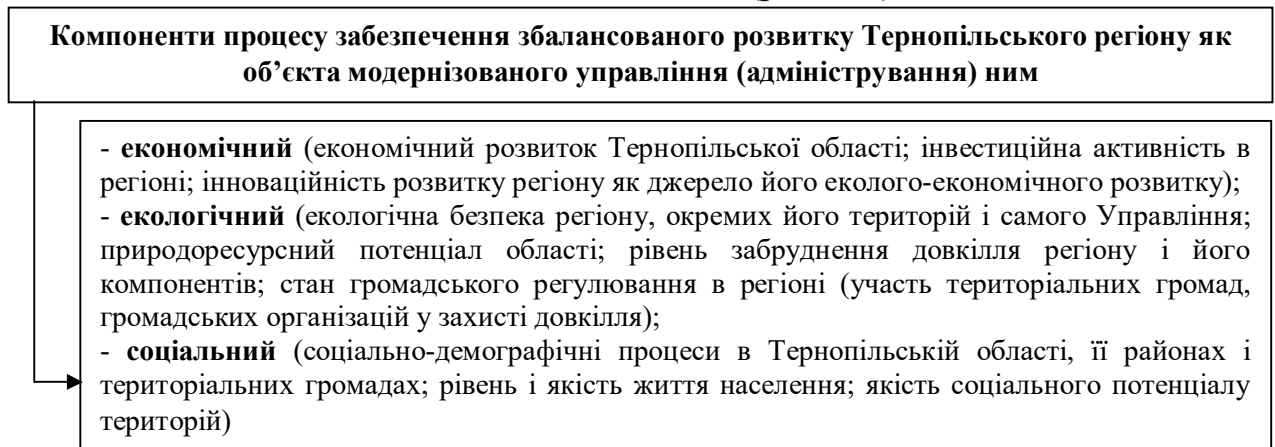 Компоненти процесу забезпечення збалансованого розвитку Тернопільського регіону як
об’єкта модернізованого управління (адміністрування) ним
- економічний (економічний розвиток Тернопільської області; інвестиційна активність в
регіоні; інноваційність розвитку регіону як джерело його еколого-економічного розвитку);
- екологічний (екологічна безпека регіону, окремих його територій і самого Управління;
природоресурсний потенціал області; рівень забруднення довкілля регіону і його
компонентів; стан громадського регулювання в регіоні (участь територіальних громад,
громадських організацій у захисті довкілля);
- соціальний (соціально-демографічні процеси в Тернопільській області, її районах і
територіальних громадах; рівень і якість життя населення; якість соціального потенціалу
територій)